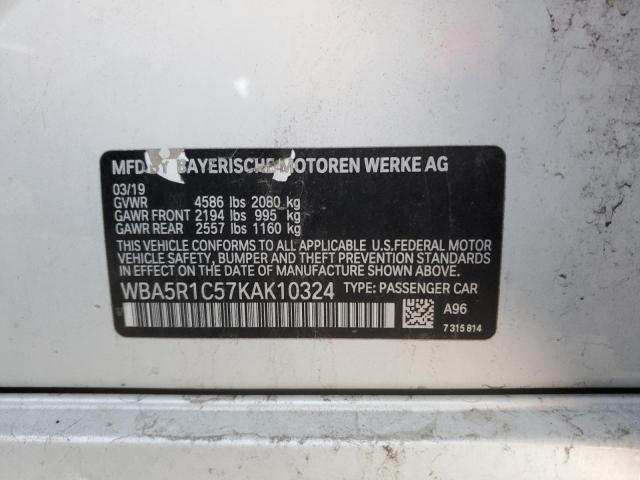 MFD BY BAYERISCHE MOTOREN WERKE AG
03/19
GVWR 4586 lbs 2080 kg
GAWR FRONT 2194 lbs 995 kg
GAWR REAR 2557 lbs 1160 kg
THIS VEHICLE CONFORMS TO ALL APPLICABLE U.S.FEDERAL MOTOR
VEHICLE SAFETY, BUMPER AND THEFT PREVENTION STANDARDS
IN EFFECT ON THE DATE OF MANUFACTURE SHOWN ABOVE.
WBA5R1C57KAK10324 TYPE: PASSENGER CAR
A96
7 315 814